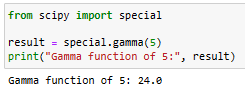 from scipy import special
result = special.gamma(5)
print("Gamma function of 5:", result)
Gamma function of 5: 24.0